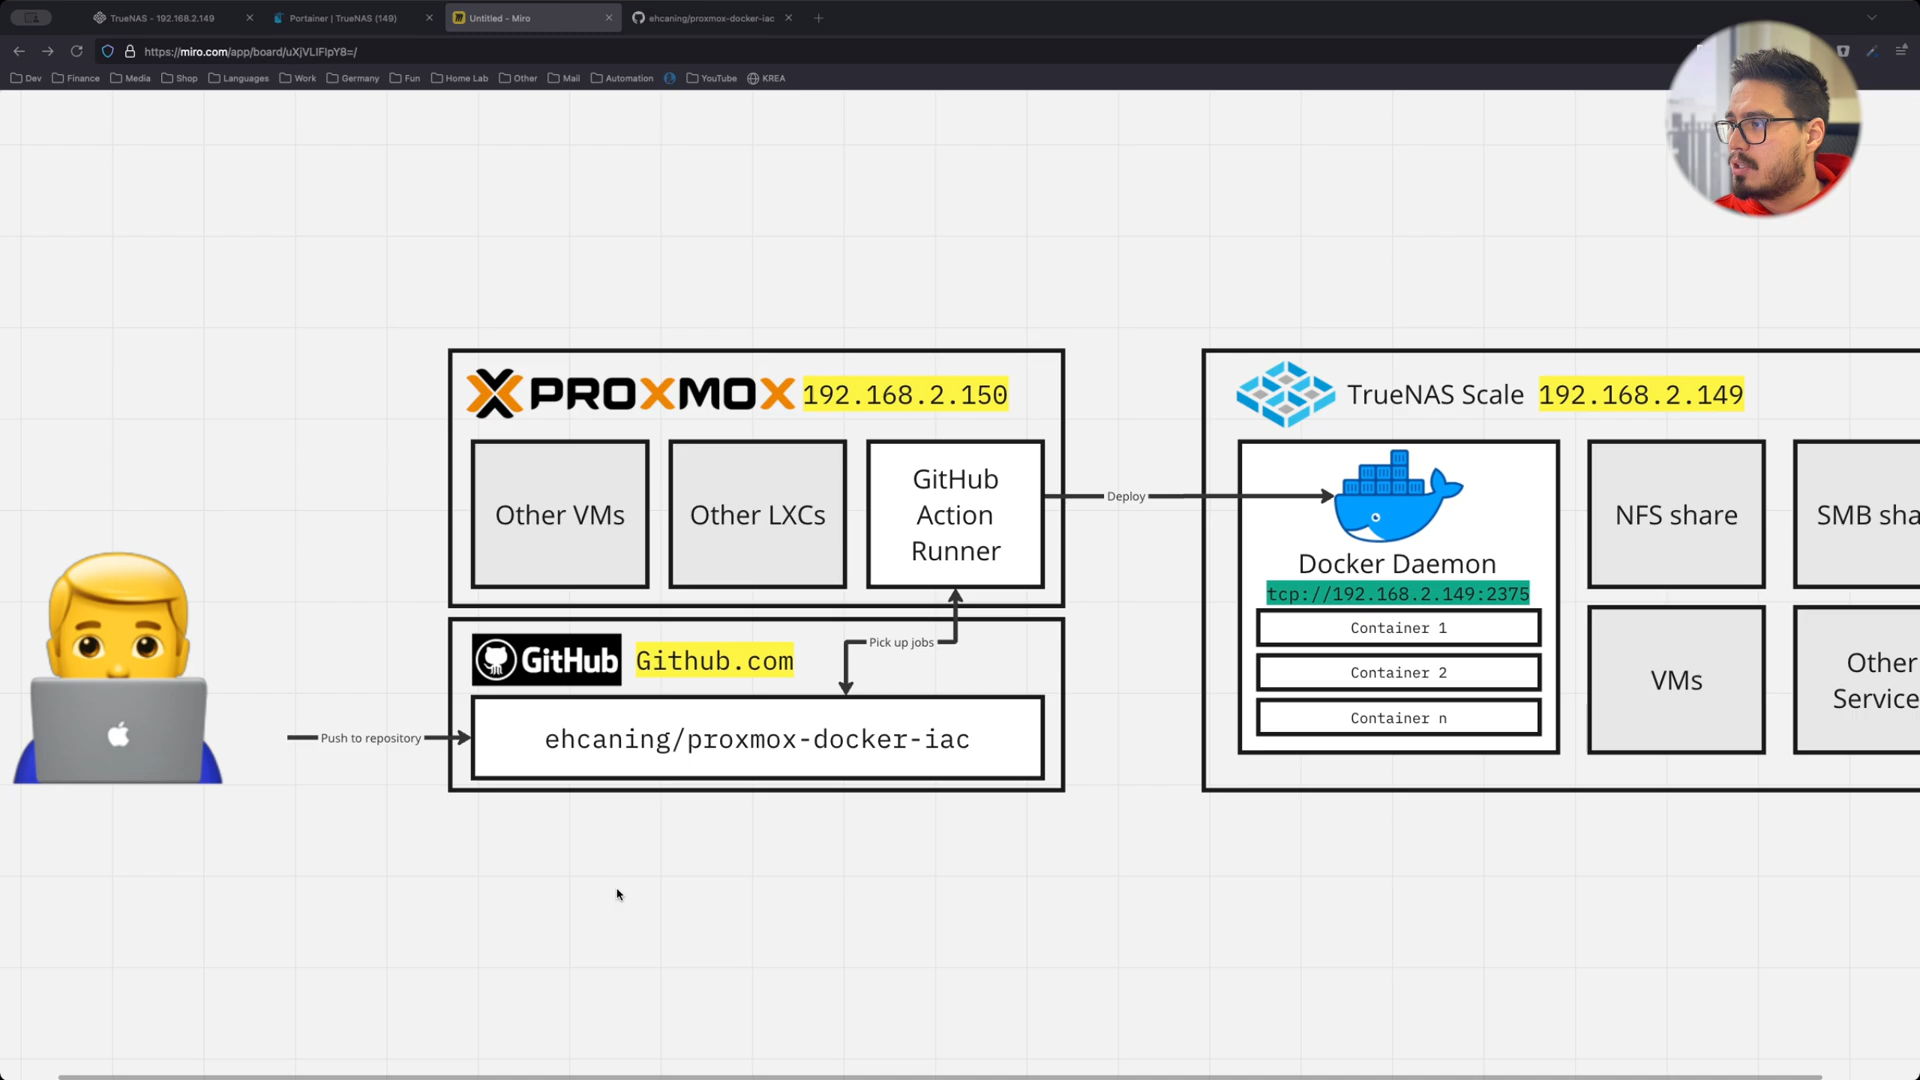 TrueNAS - 192.168.2.149
Portainer | TrueNAS (149)
Untitled - Miro
ehcaning/proxmox-docker-iac
https://miro.com/app/board/uXjVLIFlpY8=/
Dev
Finance
Media
Shop
Languages
Work
Germany
Fun
Home Lab
Other
Mail
Automation
YouTube
KREA
PROXMOX 192.168.2.150
Other VMs
Other LXCs
GitHub
Action
Runner
Deploy
TrueNAS Scale 192.168.2.149
Docker Daemon
tcp://192.168.2.149:2375
Container 1
Container 2
Container n
NFS share
SMB sha
VMs
Other
Service
Pick up jobs
GitHub Github.com
Push to repository
ehcaning/proxmox-docker-iac